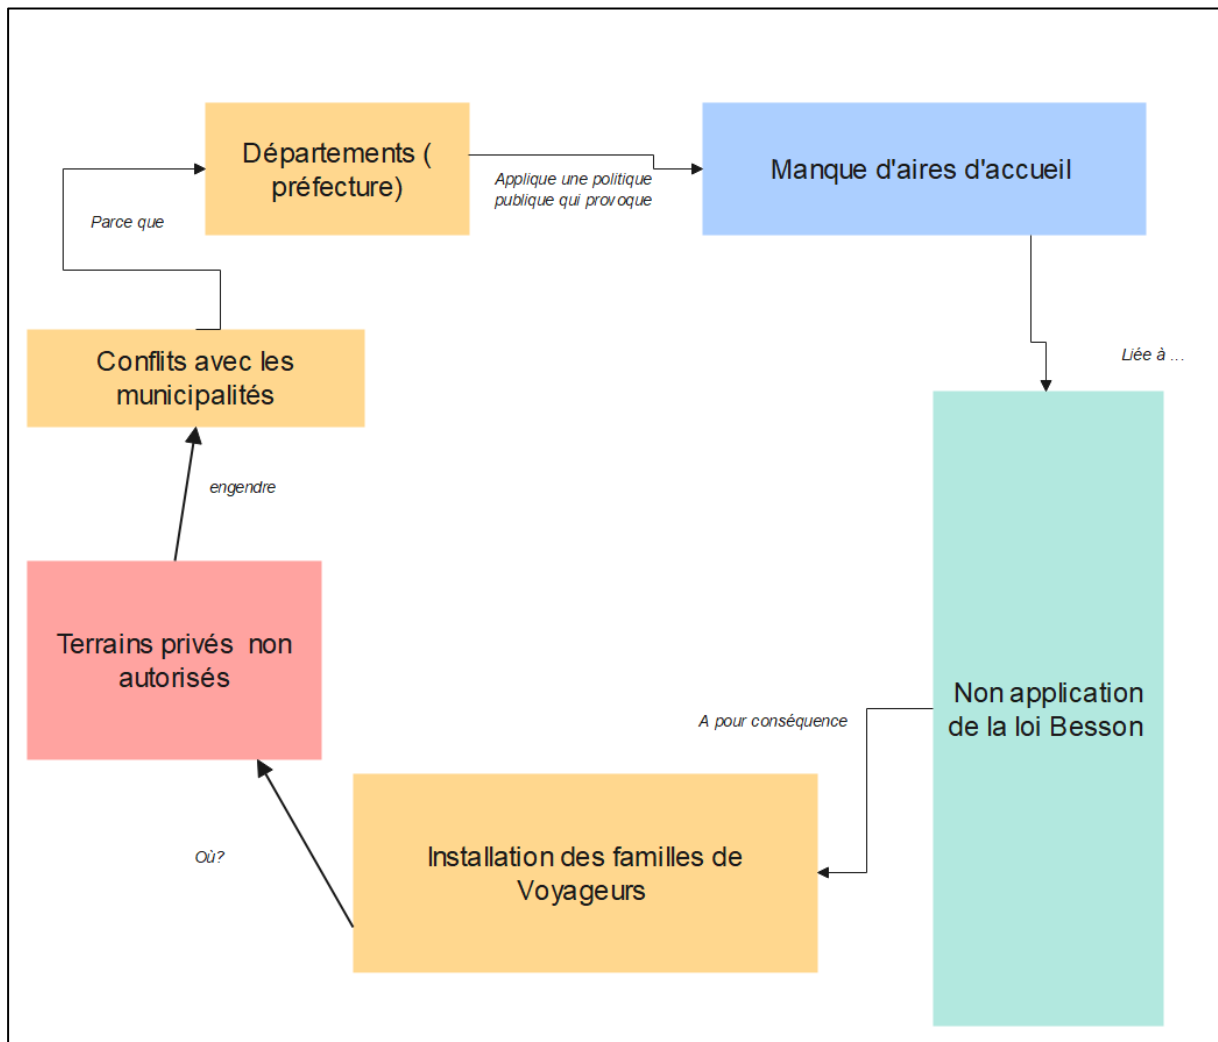 Départements (
préfecture)
Applique une politique
publique qui provoque
Manque d'aires d'accueil
Parce que
Liée à ...
Conflits avec les
municipalités
engendre
Terrains privés  non
autorisés
Non application
de la loi Besson
A pour conséquence
Où?
Installation des familles de
Voyageurs